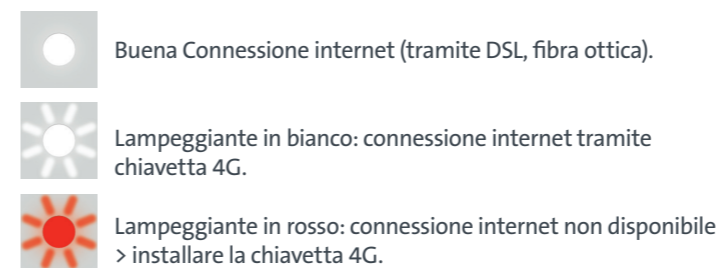 Buena Connessione internet (tramite DSL, fibra ottica).
Lampeggiante in bianco: connessione internet tramite
chiavetta 4G.
Lampeggiante in rosso: connessione internet non disponibile
> installare la chiavetta 4G.